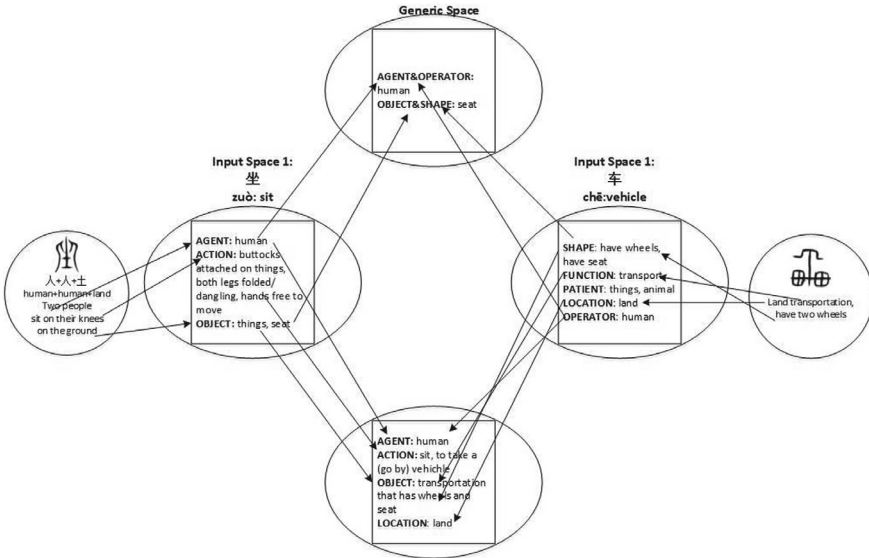 Generic Space
AGENT&OPERATOR:
human
OBJECT&SHAPE: seat
Input Space 1:
坐
zuò: sit
Input Space 1:
车
chē:vehicle
人+人+土
human+human+land
Two people
sit on their knees
on the ground
AGENT: human
ACTION: buttocks
attached on things,
both legs folded/
dangling, hands free to
move
OBJECT: things, seat
SHAPE: have wheels,
have seat
FUNCTION: transport
PATIENT: things, animal
LOCATION: land
OPERATOR: human
Land transportation,
have two wheels
AGENT: human
ACTION: sit, to take a
(go by) vehichle
OBJECT: transportation
that has wheels and
seat
LOCATION: land